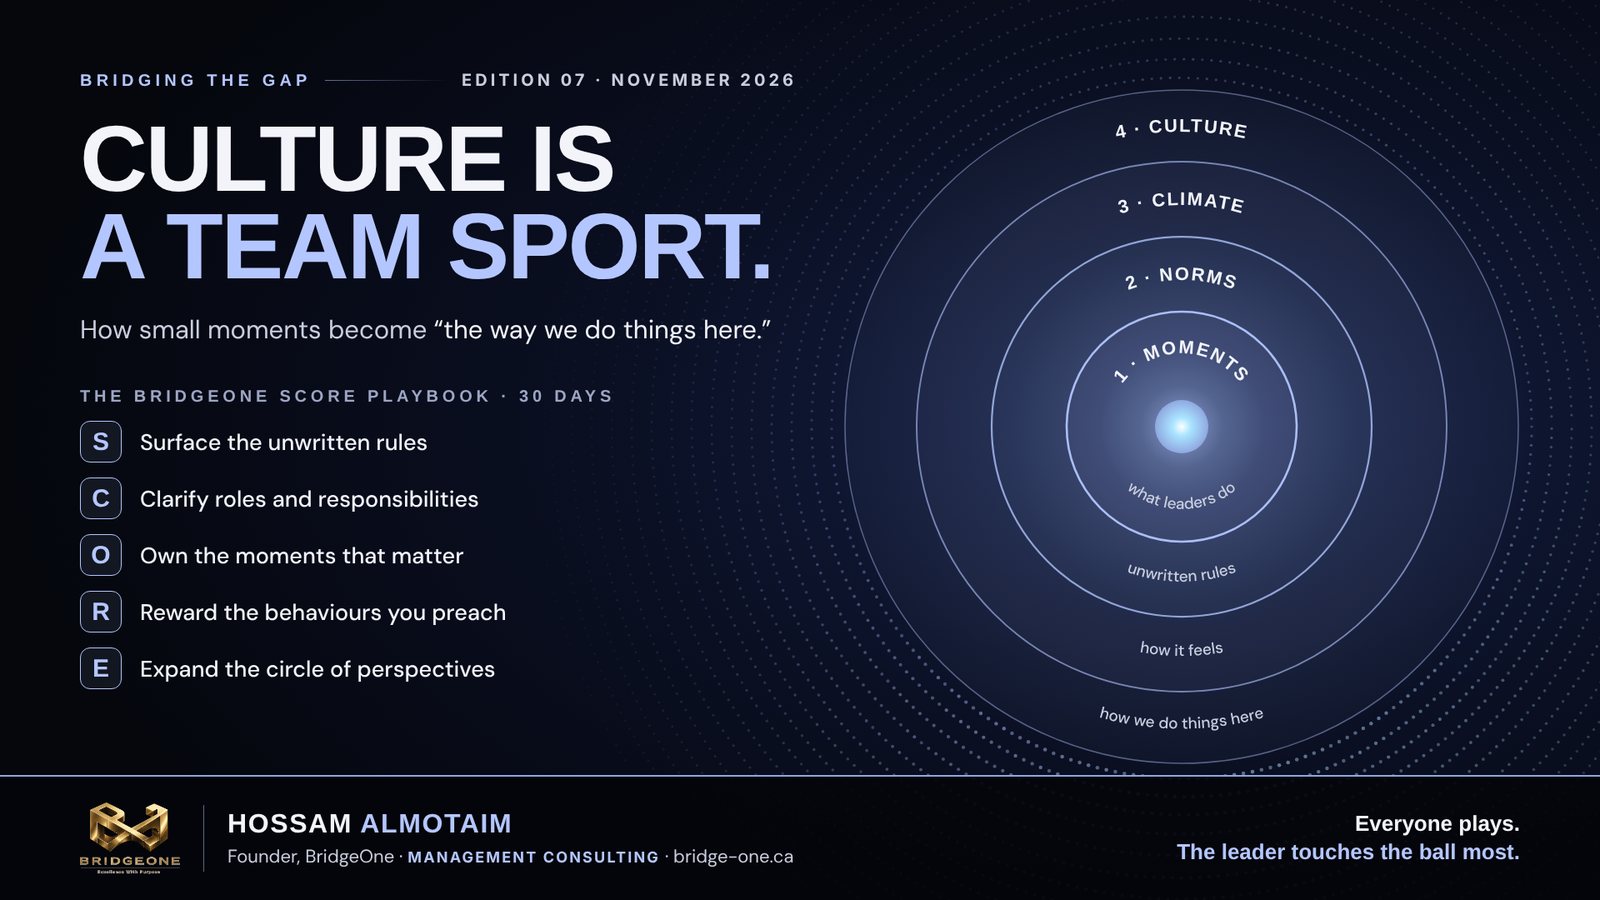 BRIDGING THE GAP
EDITION 07 · NOVEMBER 2026
CULTURE IS
A TEAM SPORT.
How small moments become “the way we do things here.”
THE BRIDGEONE SCORE PLAYBOOK · 30 DAYS
S Surface the unwritten rules
C Clarify roles and responsibilities
O Own the moments that matter
R Reward the behaviours you preach
E Expand the circle of perspectives
4 · CULTURE
3 · CLIMATE
2 · NORMS
1 · MOMENTS
what leaders do
unwritten rules
how it feels
how we do things here
BRIDGEONE
Excellence With Purpose
HOSSAM ALMOTAIM
Founder, BridgeOne · MANAGEMENT CONSULTING · bridge-one.ca
Everyone plays.
The leader touches the ball most.